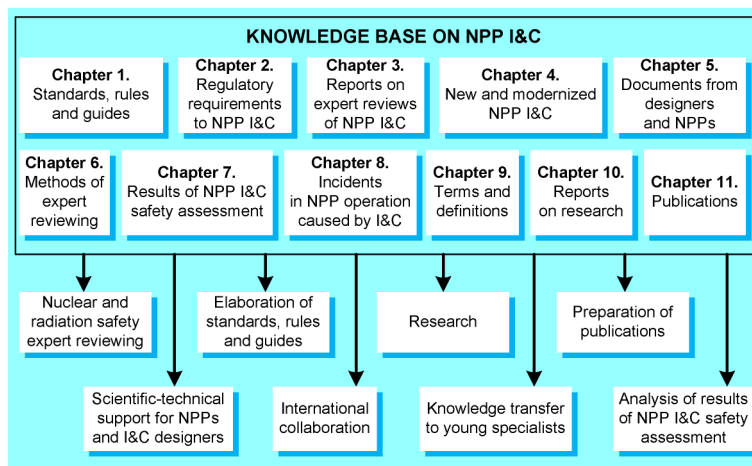 KNOWLEDGE BASE ON NPP I&C
Chapter 1.
Standards, rules
and guides
Chapter 2.
Regulatory
requirements
to NPP I&C
Chapter 3.
Reports on
expert reviews
of NPP I&C
Chapter 4.
New and modernized
NPP I&C
Chapter 5.
Documents from
designers
and NPPs
Chapter 6.
Methods of
expert
reviewing
Chapter 7.
Results of NPP I&C
safety assessment
Chapter 8.
Incidents
in NPP operation
caused by I&C
Chapter 9.
Terms and
definitions
Chapter 10.
Reports
on research
Chapter 11.
Publications
Nuclear and
radiation safety
expert reviewing
Elaboration of
standards, rules
and guides
Research
Preparation of
publications
Scientific-technical
support for NPPs
and I&C designers
International
collaboration
Knowledge transfer
to young specialists
Analysis of results
of NPP I&C safety
assessment